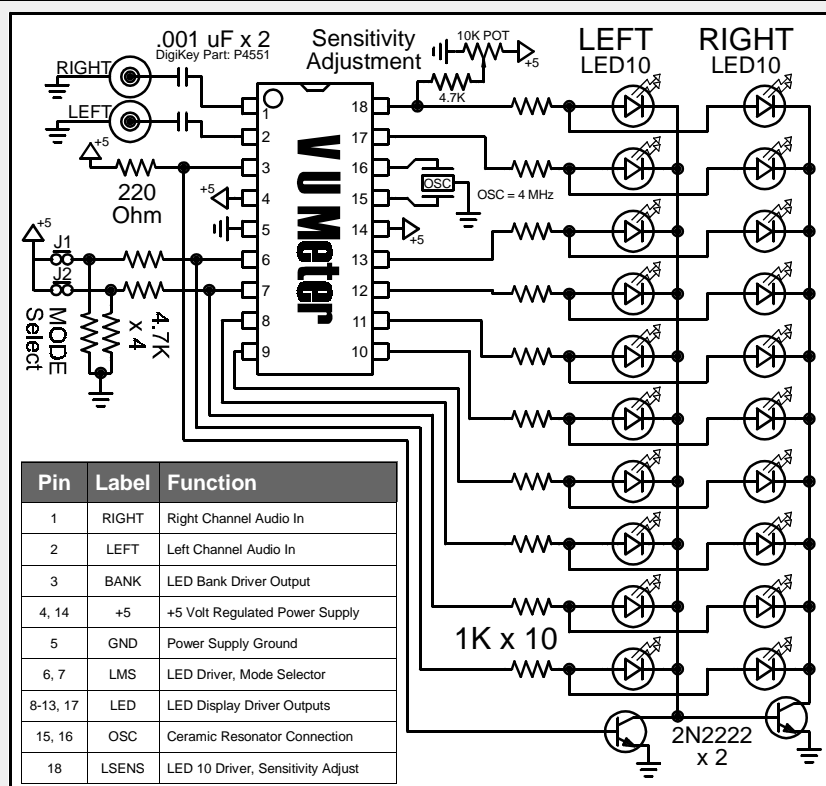 .001 uF x 2
DigiKey Part: P4551
RIGHT
LEFT
Sensitivity
Adjustment
10K POT
+5
4.7K
LEFT
LED10
RIGHT
LED10
+5
220
Ohm
+5
+5
J1
J2
MODE
Select
4.7K
x 4
VU Meter
1
2
3
4
5
6
7
8
9
18
17
16
15
14
13
12
11
10
OSC
OSC = 4 MHz
+5
1K x 10
2N2222
x 2
Pin Label Function
1 RIGHT Right Channel Audio In
2 LEFT Left Channel Audio In
3 BANK LED Bank Driver Output
4, 14 +5 +5 Volt Regulated Power Supply
5 GND Power Supply Ground
6, 7 LMS LED Driver, Mode Selector
8-13, 17 LED LED Display Driver Outputs
15, 16 OSC Ceramic Resonator Connection
18 LSENS LED 10 Driver, Sensitivity Adjust